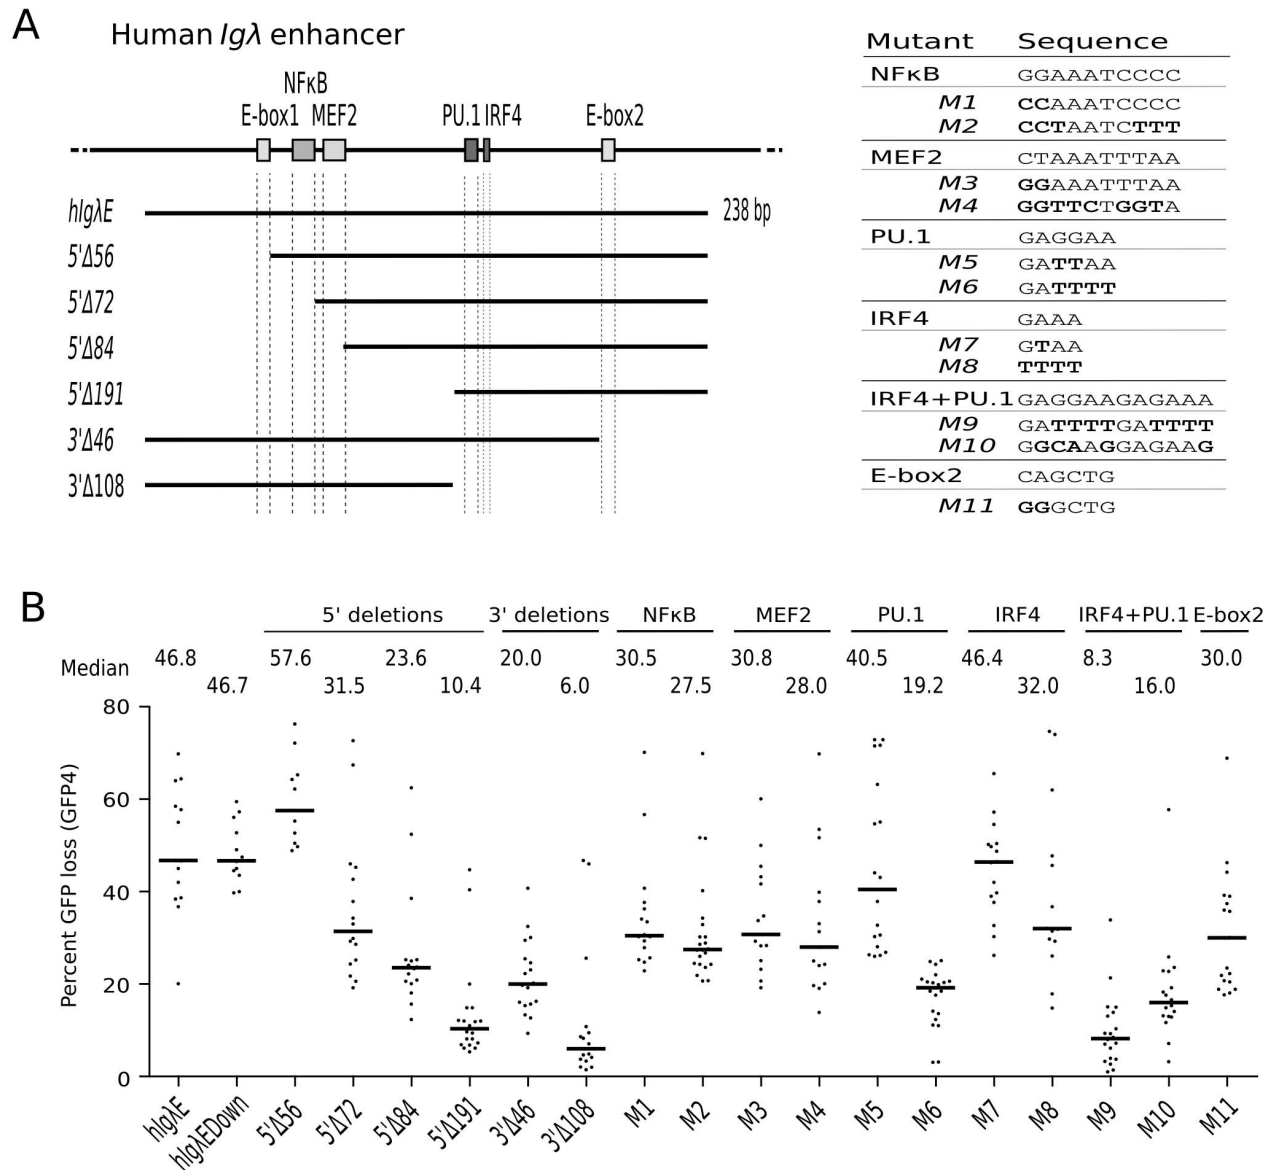 A
Human Igλ enhancer
NFκB
E-box1 MEF2 PU.1 IRF4 E-box2
hIgλE 238 bp
5'Δ56
5'Δ72
5'Δ84
5'Δ191
3'Δ46
3'Δ108
Mutant Sequence
NFκB GGAAATCCCC
M1 CCAAATCCCC
M2 CCTAATCTTT
MEF2 CTAAATTTAA
M3 GGAAATTTAA
M4 GGTTCTGGTA
PU.1 GAGGAA
M5 GATTAA
M6 GATTTT
IRF4 GAAA
M7 GTAA
M8 TTTT
IRF4+PU.1 GAGGAAGAGAAA
M9 GATTTTGATTTT
M10 GGCAAGGAGAAG
E-box2 CAGCTG
M11 GGGCTG
B
5' deletions 3' deletions NFκB MEF2 PU.1 IRF4 IRF4+PU.1 E-box2
Median
46.8 57.6 23.6 20.0 30.5 30.8 40.5 46.4 8.3 30.0
46.7 31.5 10.4 6.0 27.5 28.0 19.2 32.0 16.0
Percent GFP loss (GFP4)
80
60
40
20
0
hIgλE hIgλEDown 5'Δ56 5'Δ72 5'Δ84 5'Δ191 3'Δ46 3'Δ108 M1 M2 M3 M4 M5 M6 M7 M8 M9 M10 M11